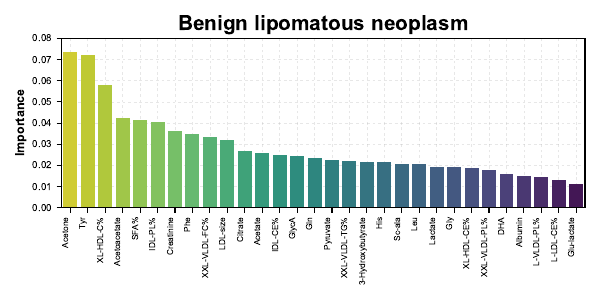 Benign lipomatous neoplasm
Importance
0.08
0.07
0.06
0.05
0.04
0.03
0.02
0.01
0.00
Acetone
Tyr
XL-HDL-C%
Acetoacetate
SFA%
IDL-PL%
Creatinine
Phe
XXL-VLDL-FC%
LDL-size
Citrate
Acetate
IDL-CE%
GlycA
Gln
Pyruvate
XXL-VLDL-TG%
3-Hydroxybutyrate
His
Sc-ala
Leu
Lactate
Gly
XL-HDL-CE%
XXL-VLDL-PL%
DHA
Albumin
L-VLDL-PL%
L-LDL-CE%
Glu-lactate